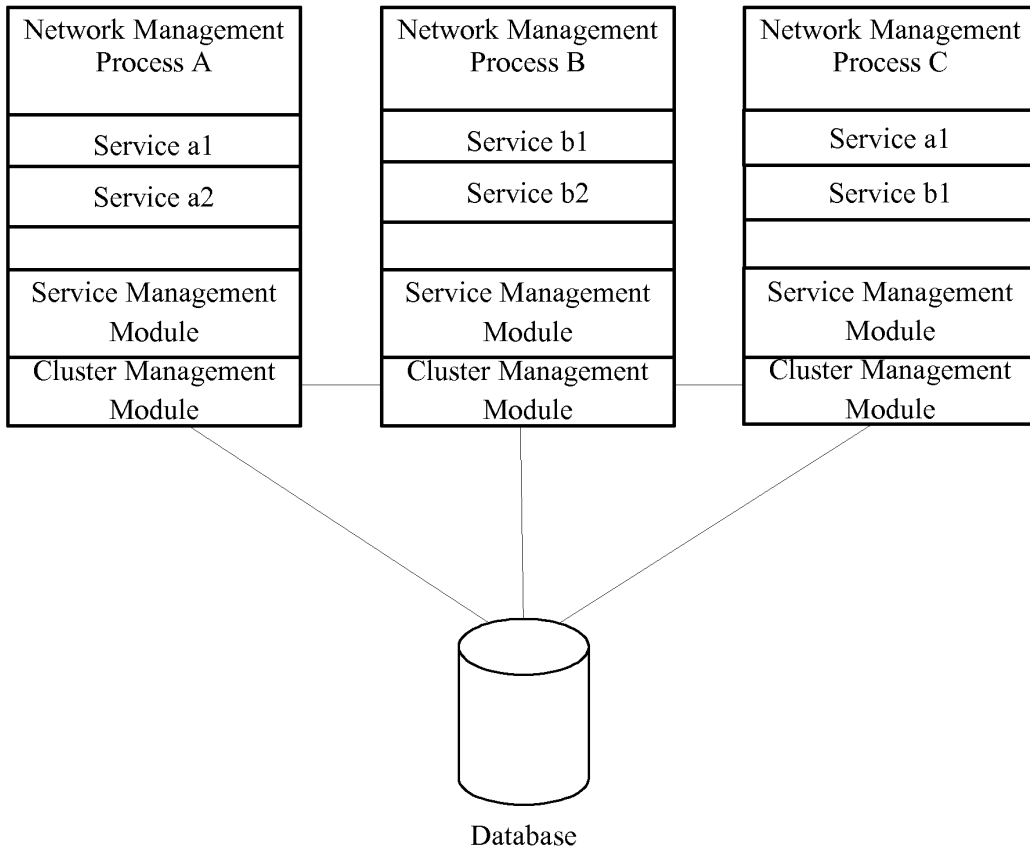 Network Management
Process A
Service a1
Service a2
Service Management
Module
Cluster Management
Module
Network Management
Process B
Service b1
Service b2
Service Management
Module
Cluster Management
Module
Network Management
Process C
Service a1
Service b1
Service Management
Module
Cluster Management
Module
Database